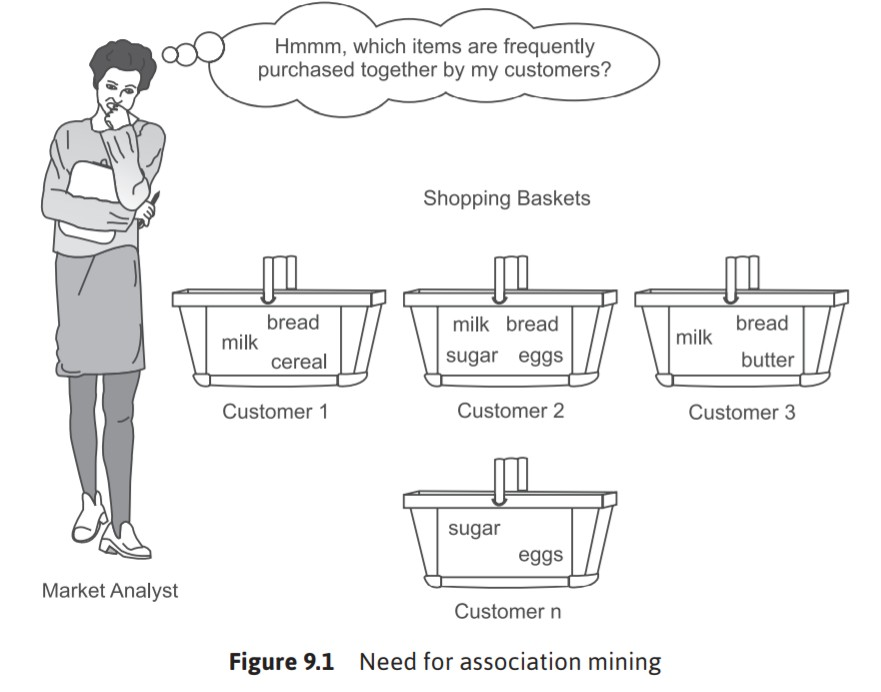 Hmmm, which items are frequently
purchased together by my customers?
Shopping Baskets
bread
milk
cereal
Customer 1
milk bread
sugar eggs
Customer 2
bread
milk
butter
Customer 3
sugar
eggs
Customer n
Market Analyst
Figure 9.1 Need for association mining